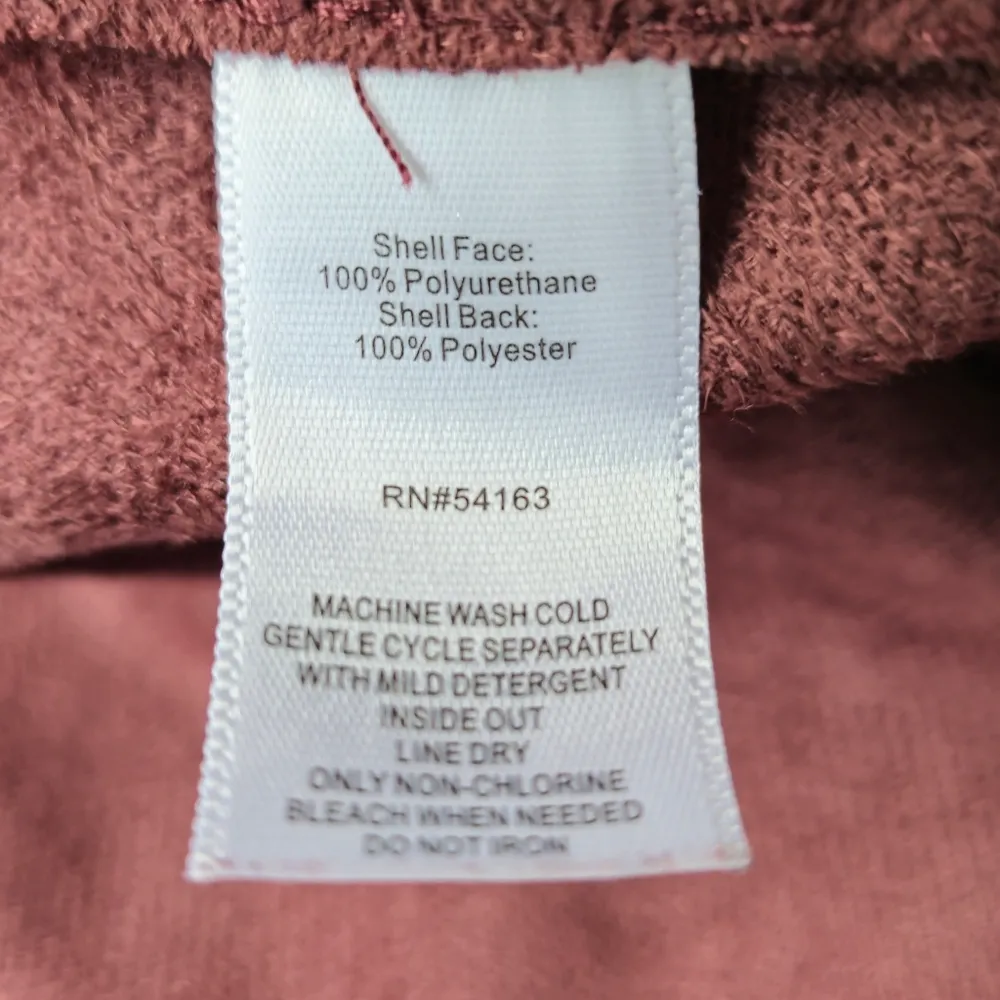 Shell Face:
100% Polyurethane
Shell Back:
100% Polyester
RN#54163
MACHINE WASH COLD
GENTLE CYCLE SEPARATELY
WITH MILD DETERGENT
INSIDE OUT
LINE DRY
ONLY NON-CHLORINE
BLEACH WHEN NEEDED
DO NOT IRON